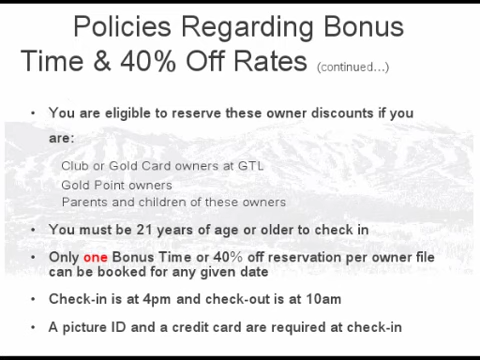 Policies Regarding Bonus
Time & 40% Off Rates (continued...)
• You are eligible to reserve these owner discounts if you
are:
Club or Gold Card owners at GTL
Gold Point owners
Parents and children of these owners
• You must be 21 years of age or older to check in
• Only one Bonus Time or 40% off reservation per owner file
can be booked for any given date
• Check-in is at 4pm and check-out is at 10am
• A picture ID and a credit card are required at check-in